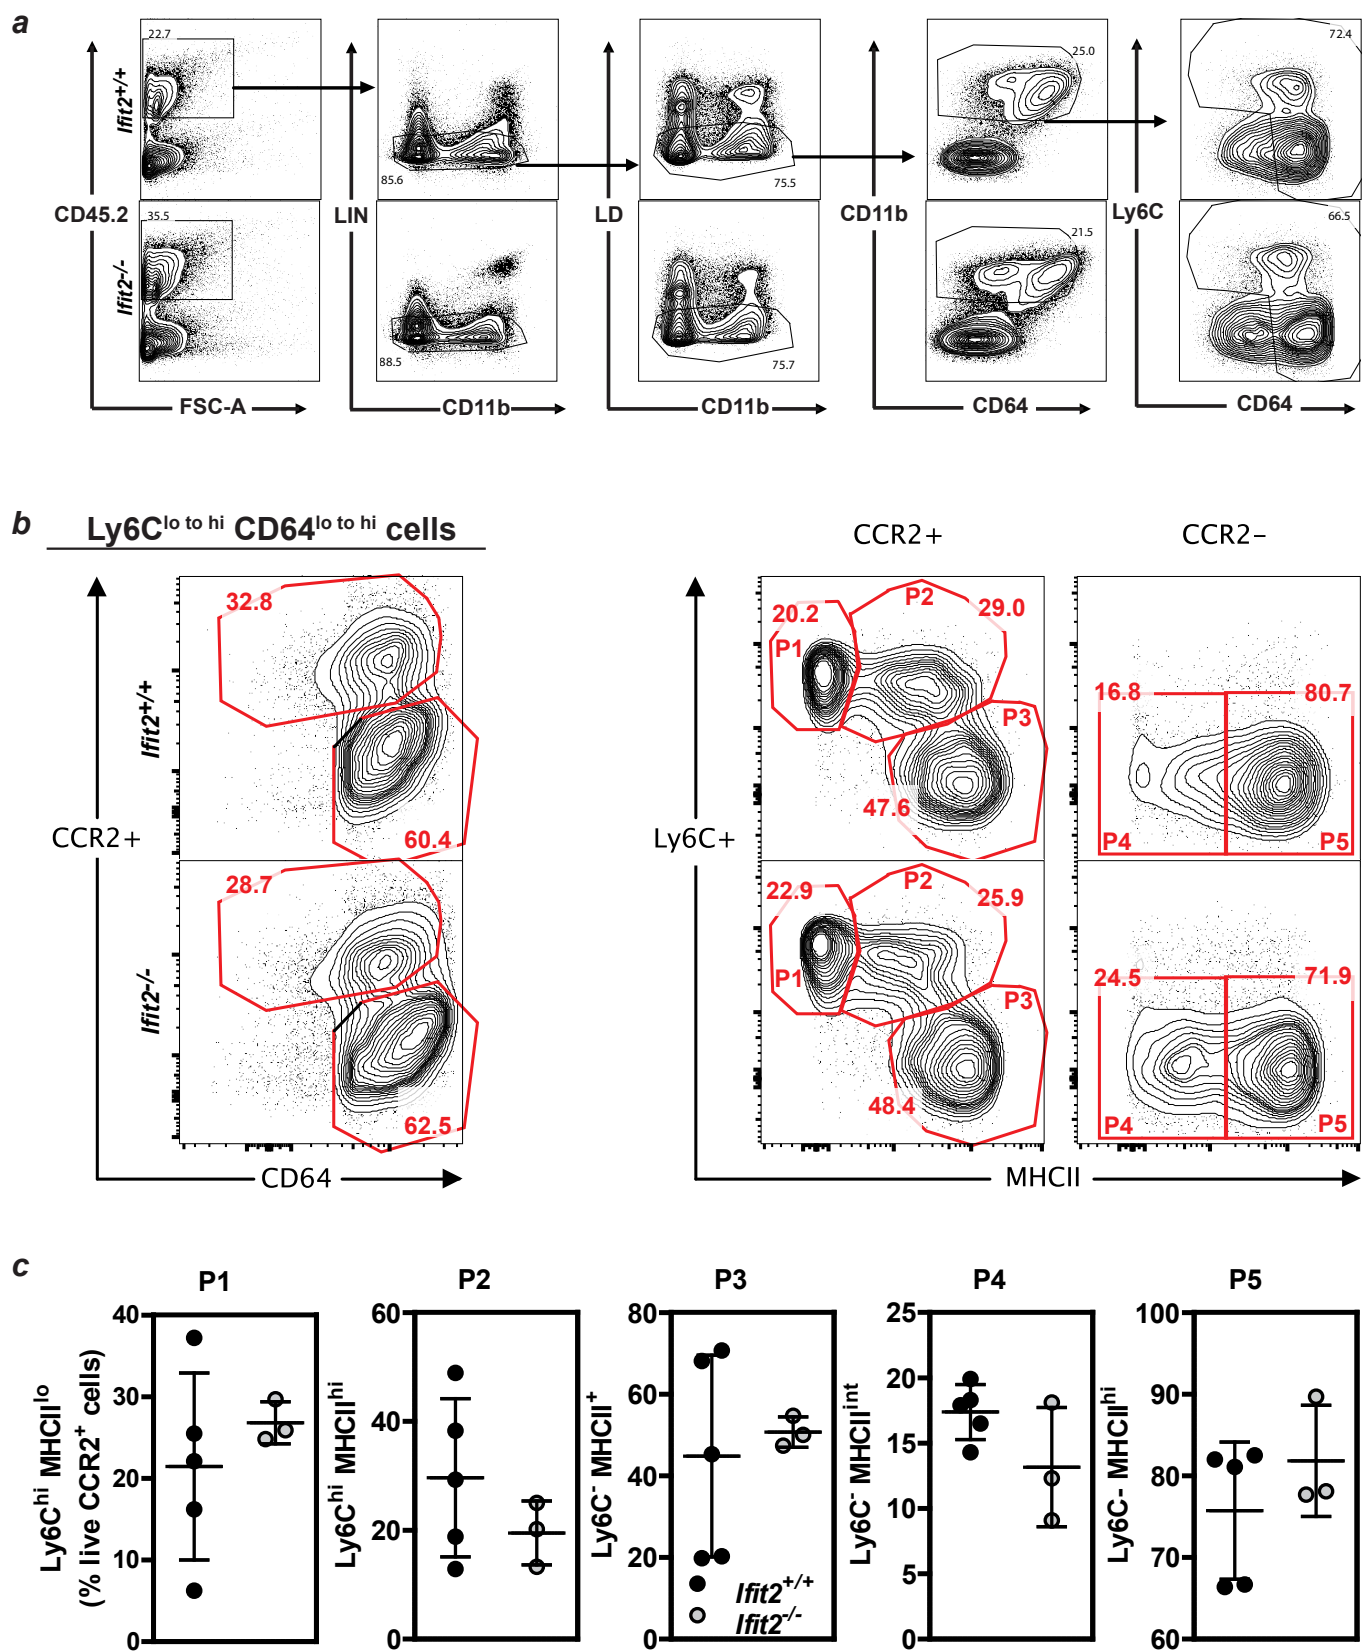 a
22.7
25.0
72.4
Ifit2+/+
85.6
75.5
CD45.2
LIN
LD
CD11b
Ly6C
35.5
21.5
66.5
Ifit2-/-
88.5
75.7
FSC-A
CD11b
CD11b
CD64
CD64
b
Ly6Clo to hi CD64lo to hi cells
CCR2+
CCR2–
32.8
20.2
P2
29.0
P1
16.8
80.7
P3
Ifit2+/+
47.6
60.4
P4
P5
CCR2+
Ly6C+
28.7
22.9
P2
25.9
P1
24.5
71.9
P3
Ifit2-/-
48.4
62.5
P4
P5
CD64
MHCII
c
P1
P2
P3
P4
P5
Ly6Chi MHCIIlo
(% live CCR2+ cells)
40
30
20
10
0
Ly6Chi MHCIIhi
60
40
20
0
Ly6C- MHCII+
80
60
40
20
0
Ifit2+/+
Ifit2-/-
Ly6C- MHCIIint
25
20
15
10
5
0
Ly6C- MHCIIhi
100
90
80
70
60